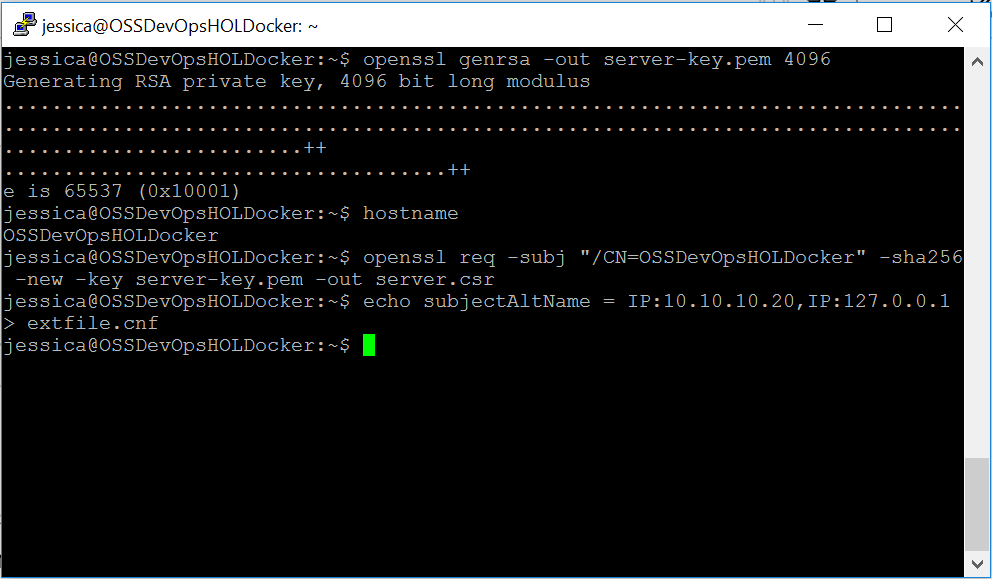 jessica@OSSDevOpsHOLDocker: ~
jessica@OSSDevOpsHOLDocker:~$ openssl genrsa -out server-key.pem 4096
Generating RSA private key, 4096 bit long modulus
................................................................................
................................................................................
.........................++
.....................................++
e is 65537 (0x10001)
jessica@OSSDevOpsHOLDocker:~$ hostname
OSSDevOpsHOLDocker
jessica@OSSDevOpsHOLDocker:~$ openssl req -subj "/CN=OSSDevOpsHOLDocker" -sha256
 -new -key server-key.pem -out server.csr
jessica@OSSDevOpsHOLDocker:~$ echo subjectAltName = IP:10.10.10.20,IP:127.0.0.1
> extfile.cnf
jessica@OSSDevOpsHOLDocker:~$